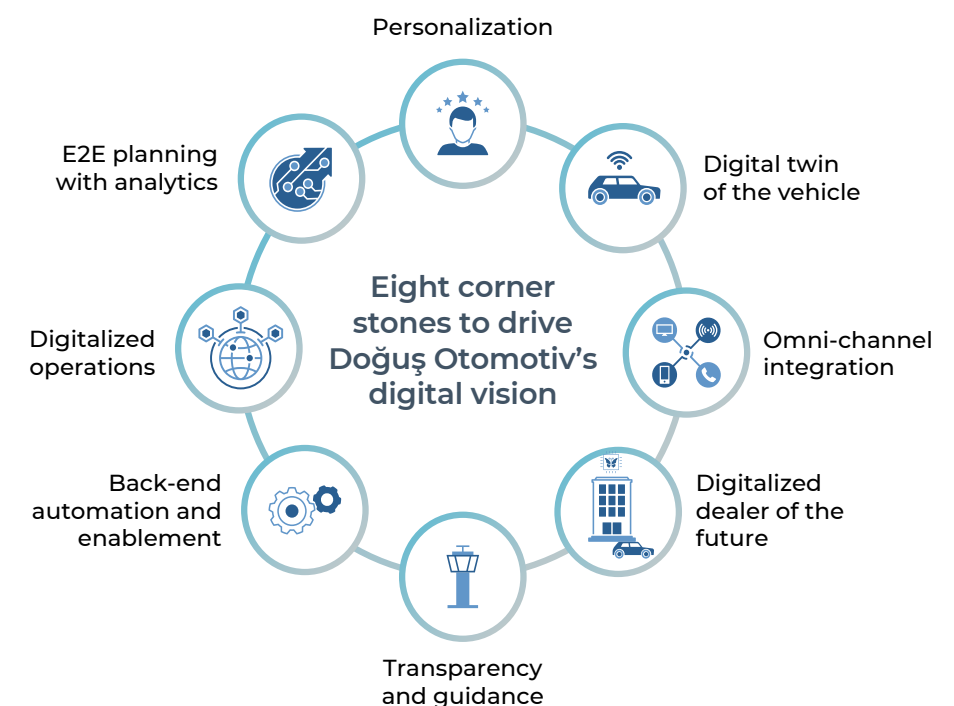 Personalization
E2E planning
with analytics
Digital twin
of the vehicle
Eight corner
stones to drive
Doğuş Otomotiv’s
digital vision
Digitalized
operations
Omni-channel
integration
Back-end
automation and
enablement
Digitalized
dealer of the
future
Transparency
and guidance